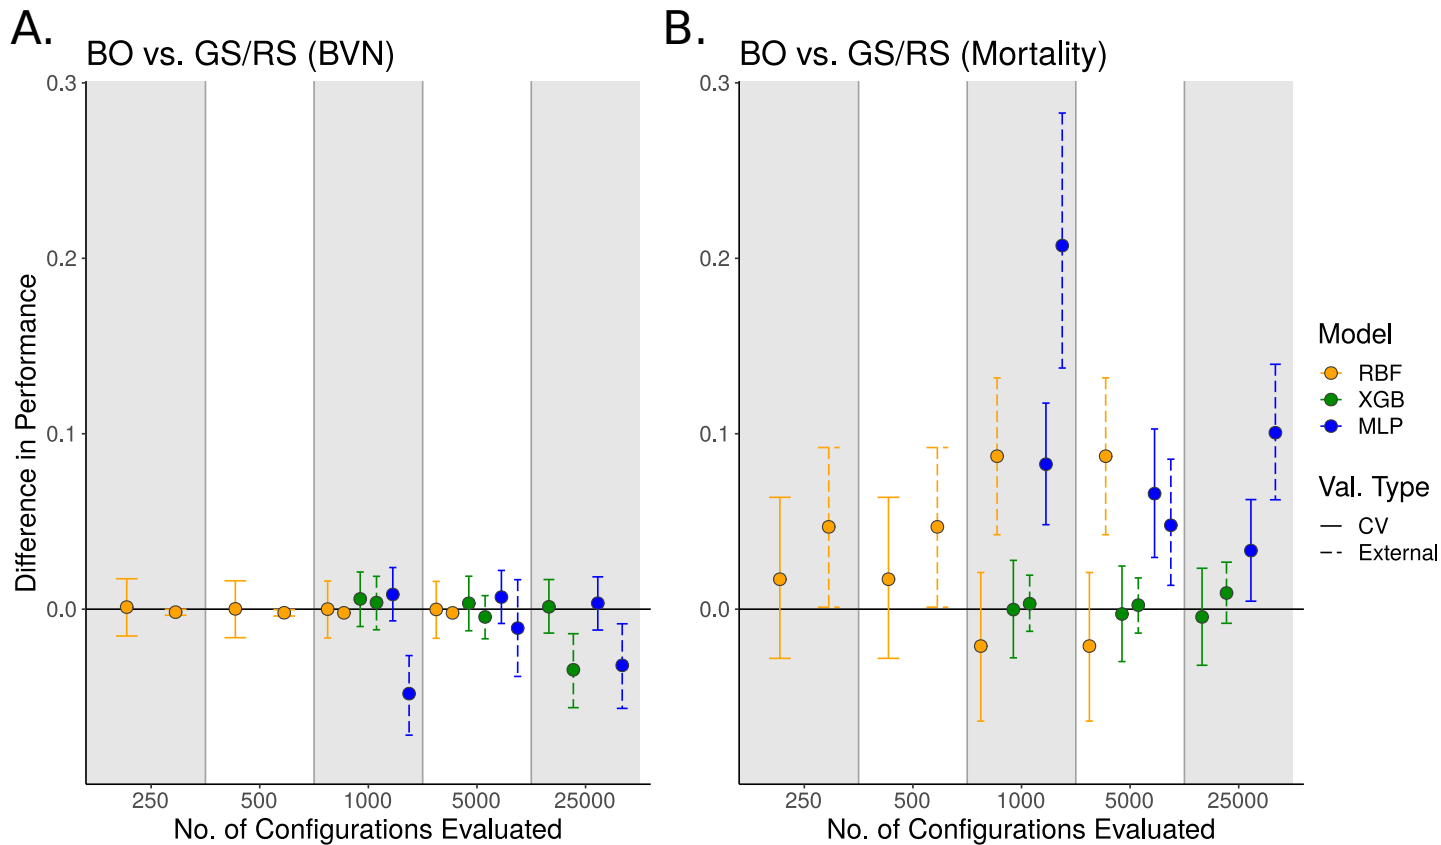 A.
BO vs. GS/RS (BVN)
0.3
0.2
0.1
0.0
Difference in Performance
250 500 1000 5000 25000
No. of Configurations Evaluated
B.
BO vs. GS/RS (Mortality)
0.3
0.2
0.1
0.0
250 500 1000 5000 25000
No. of Configurations Evaluated
Model
RBF
XGB
MLP
Val. Type
CV
External